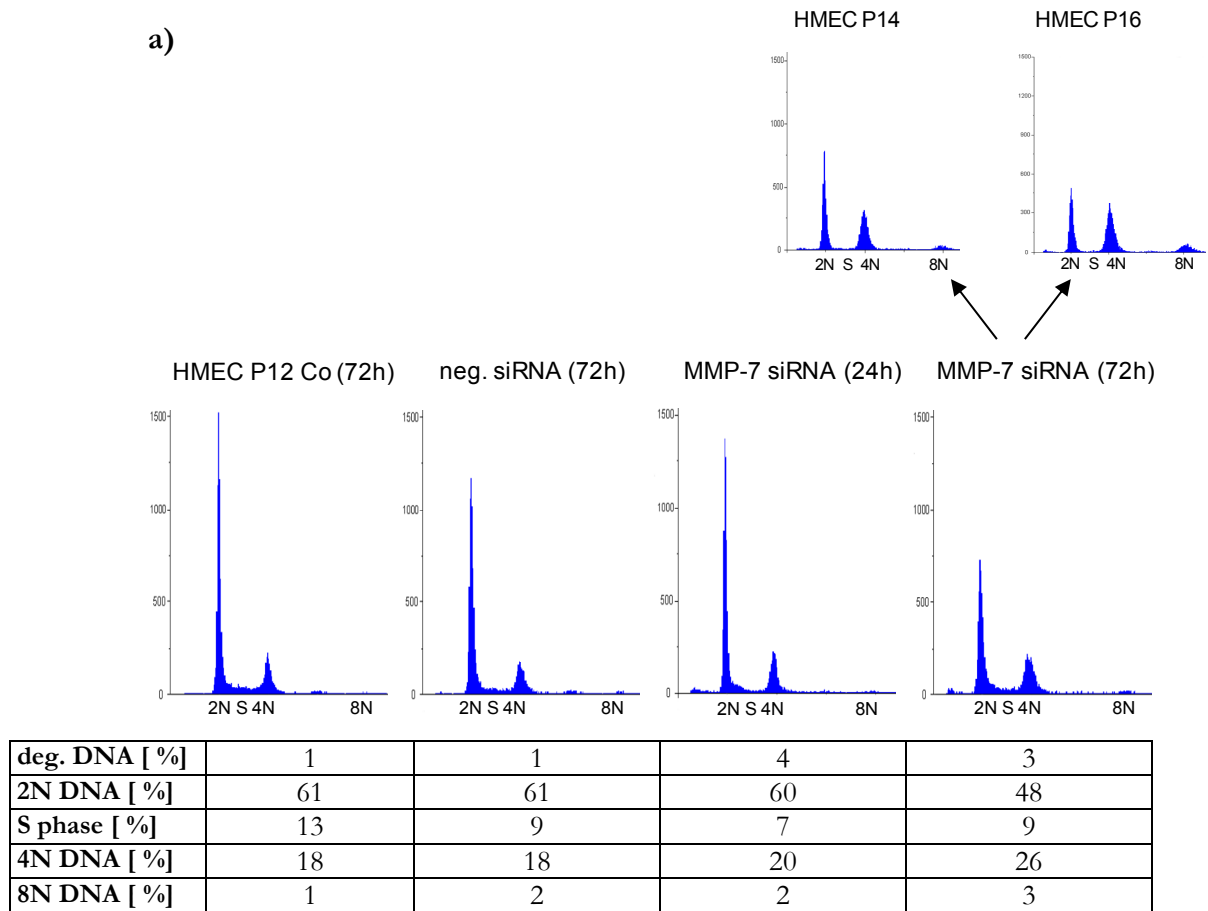 a)
HMEC P14
HMEC P16
1500
1000
500
0
2N S 4N 8N
1500
1200
900
600
300
0
2N S 4N 8N
HMEC P12 Co (72h)
neg. siRNA (72h)
MMP-7 siRNA (24h)
MMP-7 siRNA (72h)
1500
1000
500
0
2N S 4N 8N
1500
1000
500
0
2N S 4N 8N
1500
1000
500
0
2N S 4N 8N
1500
1000
500
0
2N S 4N 8N
deg. DNA [ %] 1 1 4 3
2N DNA [ %] 61 61 60 48
S phase [ %] 13 9 7 9
4N DNA [ %] 18 18 20 26
8N DNA [ %] 1 2 2 3